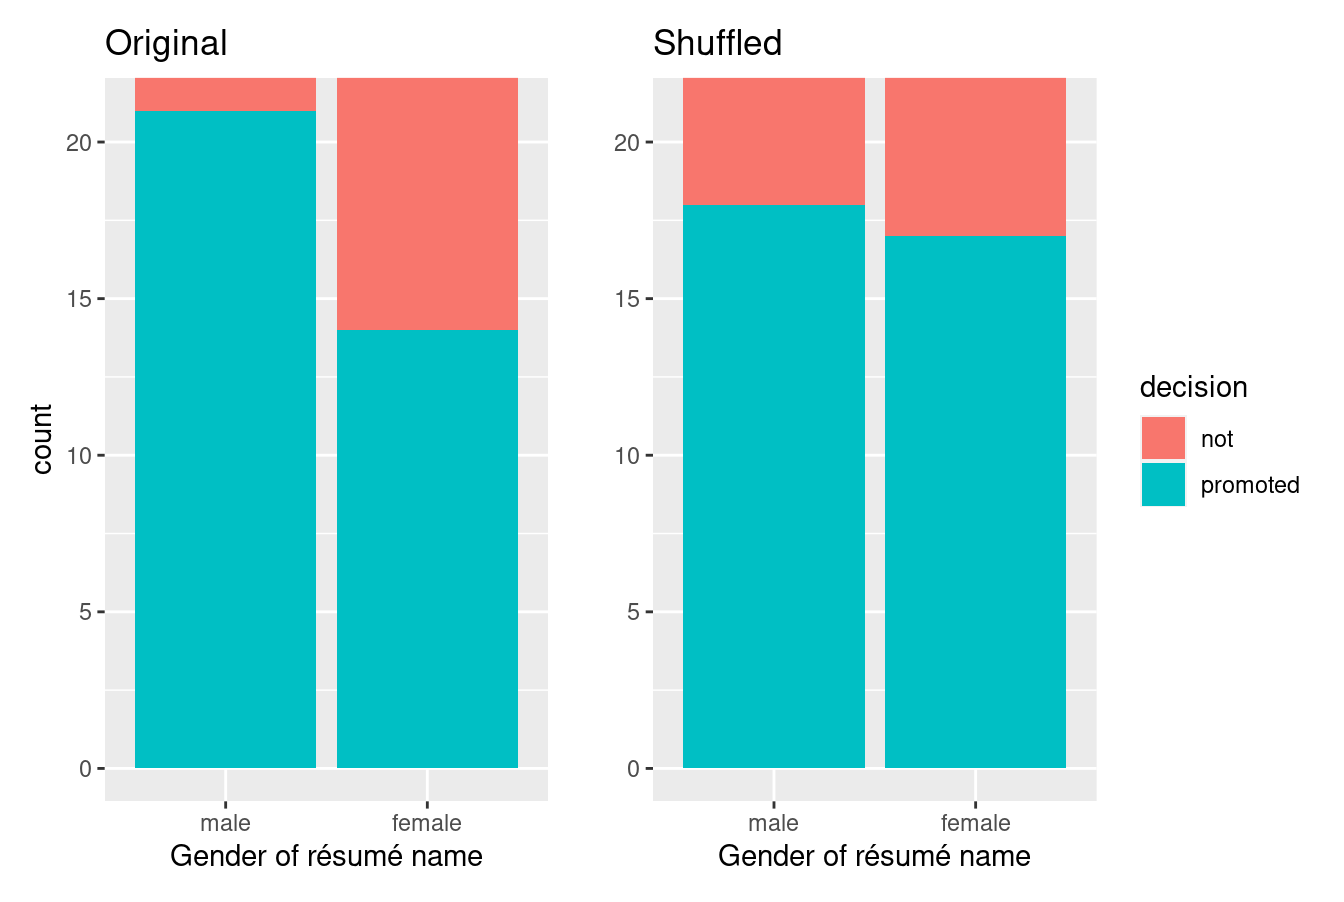 Original
20
15
10
5
0
count
male female
Gender of résumé name
Shuffled
20
15
10
5
0
male female
Gender of résumé name
decision
not
promoted